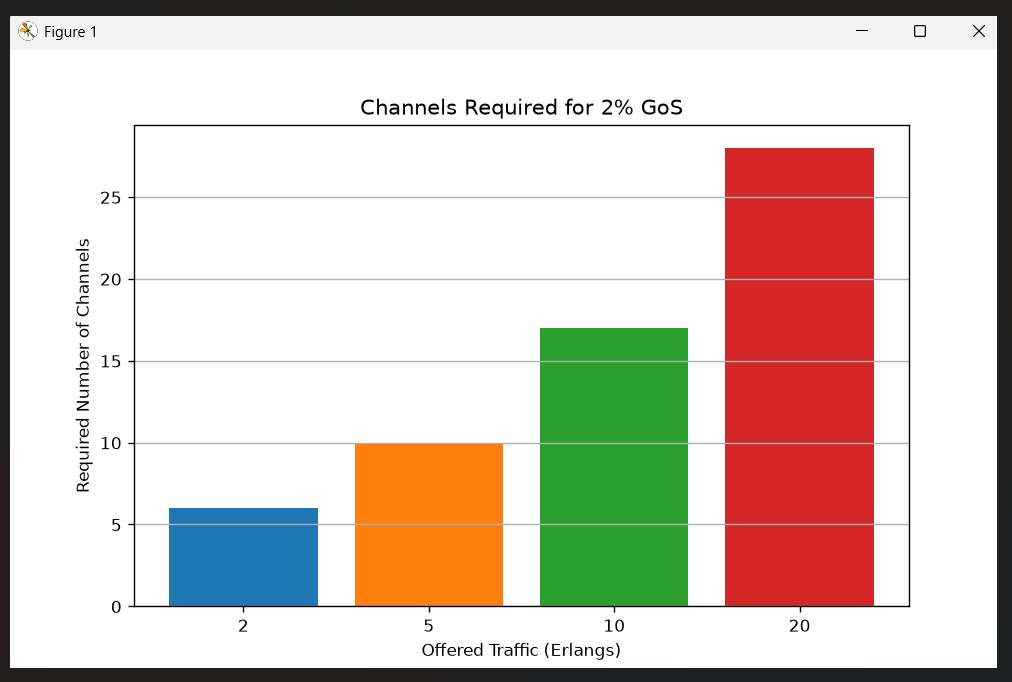 Figure 1
Channels Required for 2% GoS
25
20
15
10
5
0
Required Number of Channels
2 5 10 20
Offered Traffic (Erlangs)